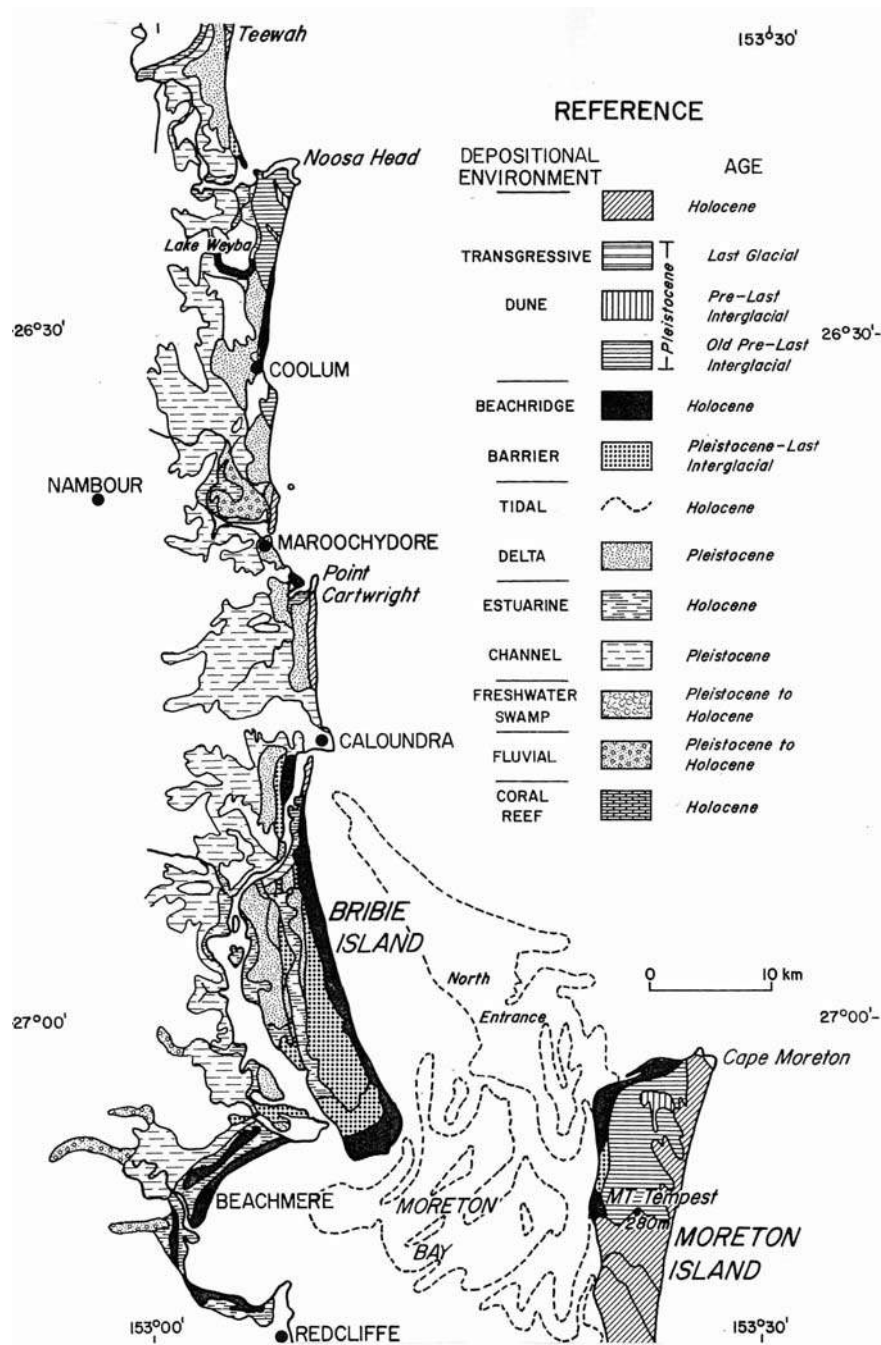 Teewah
153°30'
REFERENCE
Noosa Head
DEPOSITIONAL
ENVIRONMENT
AGE
Holocene
Lake Weyba
TRANSGRESSIVE
Last Glacial
Pleistocene
DUNE
Pre-Last
Interglacial
26°30'
26°30'
Old Pre-Last
Interglacial
COOLUM
BEACHRIDGE
Holocene
BARRIER
Pleistocene-Last
Interglacial
NAMBOUR
TIDAL
Holocene
MAROOCHYDORE
DELTA
Pleistocene
Point
Cartwright
ESTUARINE
Holocene
CHANNEL
Pleistocene
FRESHWATER
SWAMP
Pleistocene to
Holocene
CALOUNDRA
FLUVIAL
Pleistocene to
Holocene
CORAL
REEF
Holocene
BRIBIE
ISLAND
North
Entrance
0 10 km
27°00'
27°00'
Cape Moreton
BEACHMERE
MORETON
BAY
MT Tempest
280m
MORETON
ISLAND
REDCLIFFE
153°00'
153°30'